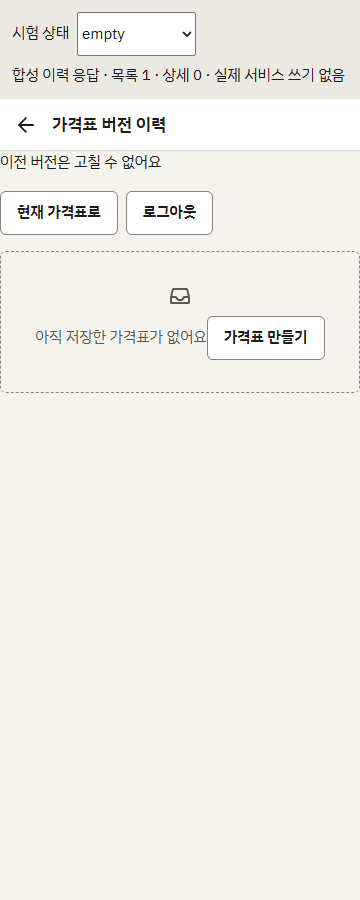 시험 상태 empty
합성 이력 응답 · 목록 1 · 상세 0 · 실제 서비스 쓰기 없음
가격표 버전 이력
이전 버전은 고칠 수 없어요
현재 가격표로 로그아웃
아직 저장한 가격표가 없어요 가격표 만들기